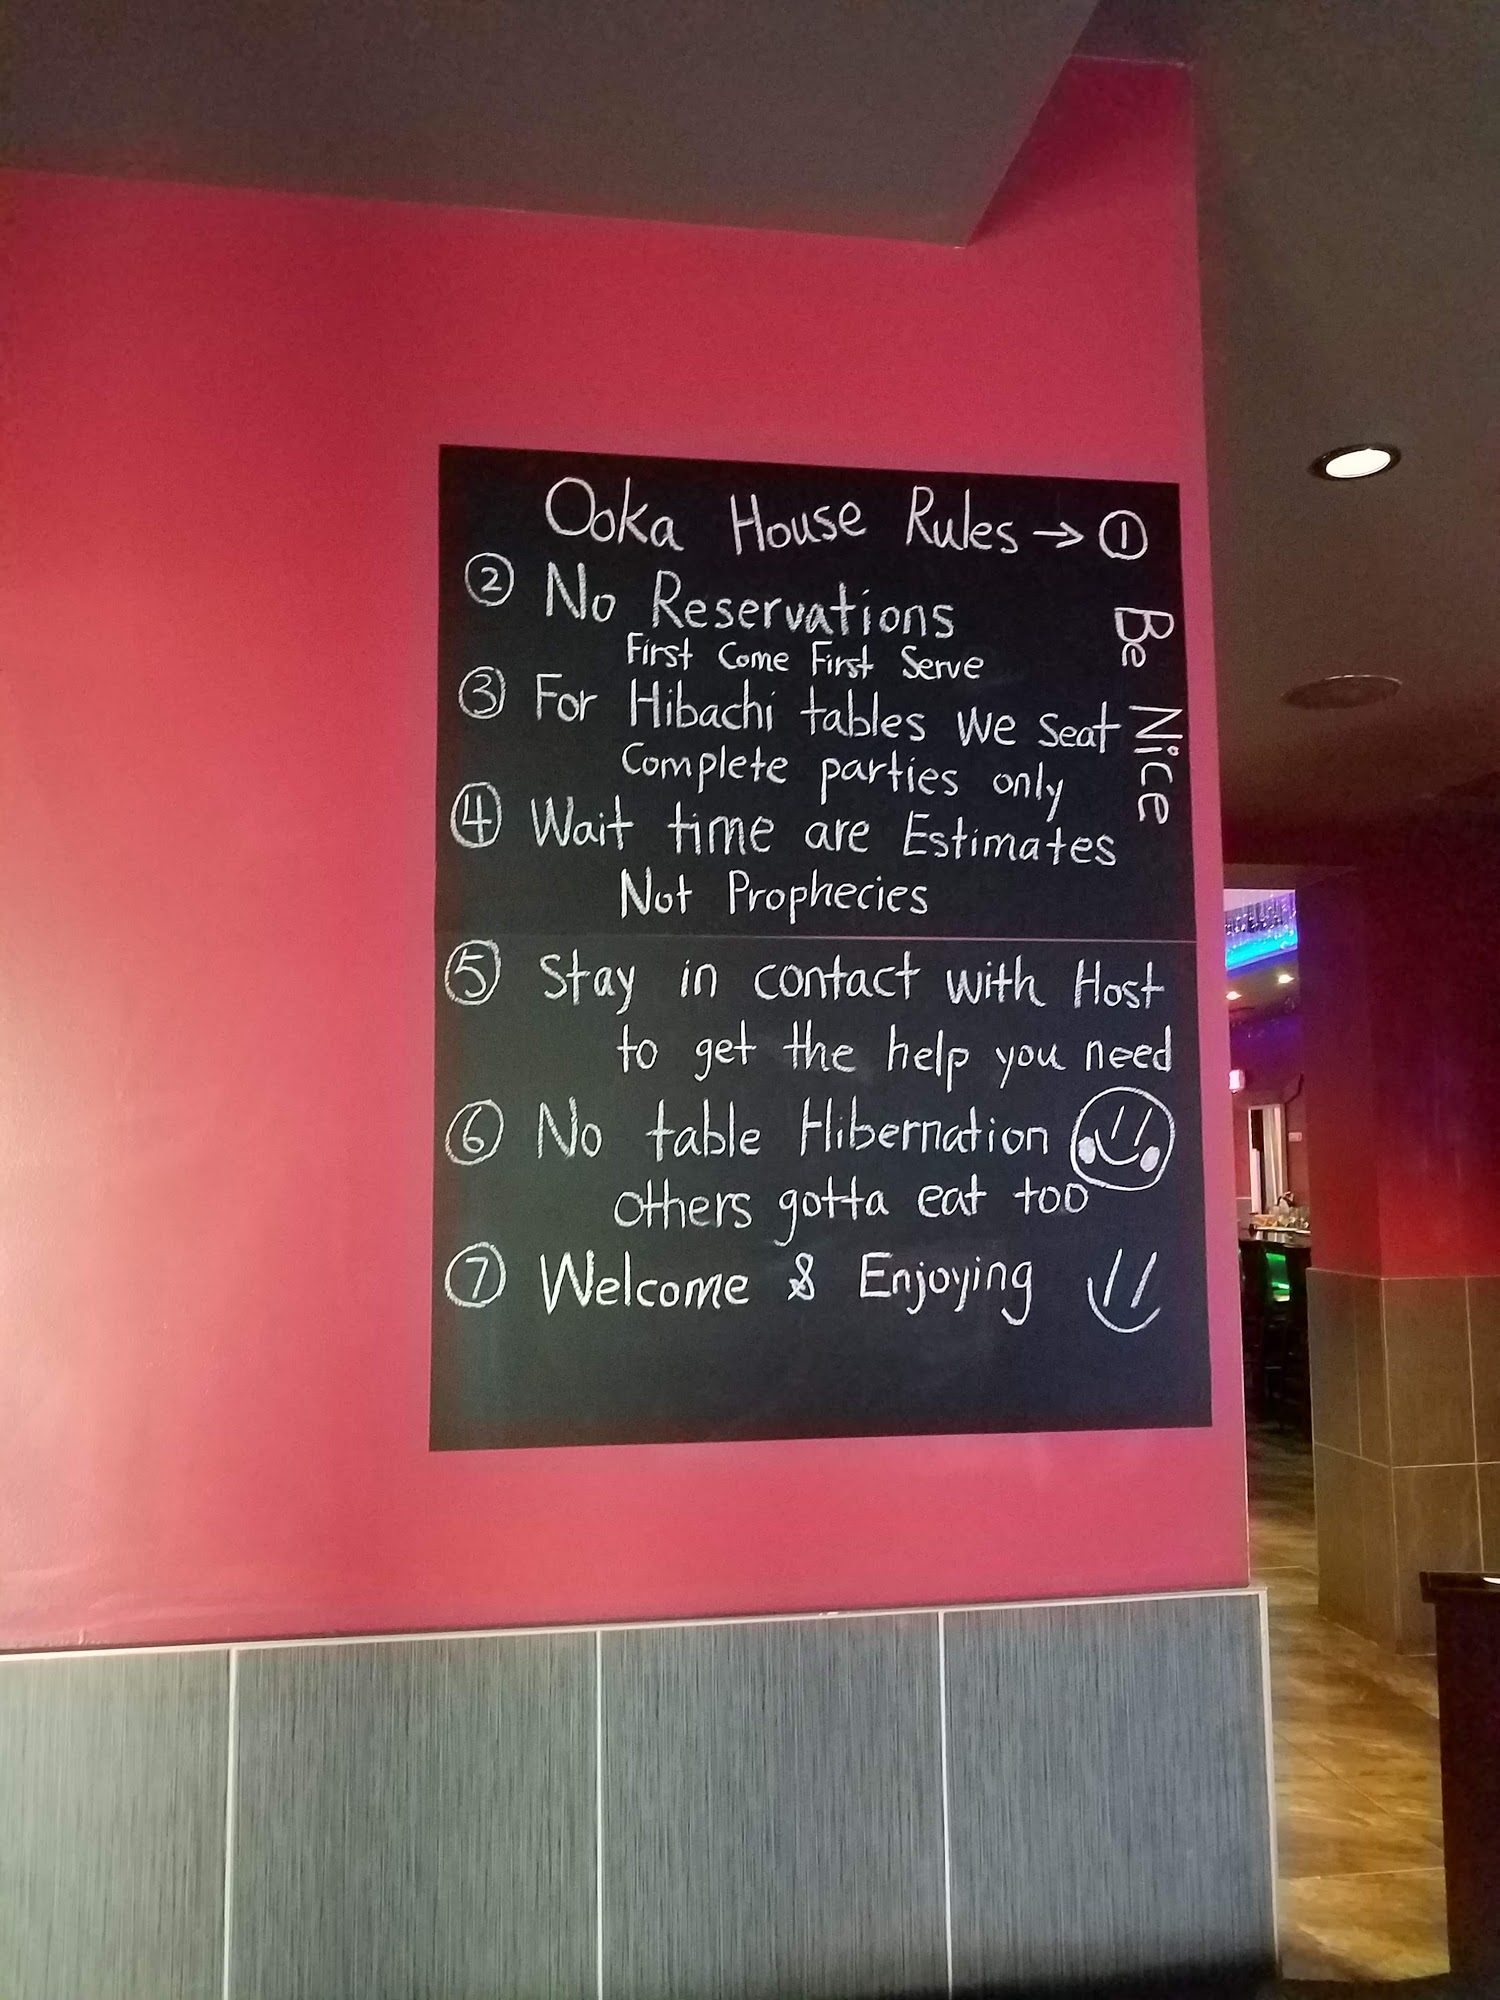 Ooka House Rules → ①
Be Nice
② No Reservations
First Come First Serve
③ For Hibachi tables we seat
Complete parties only
④ Wait time are Estimates
Not Prophecies
⑤ Stay in contact with Host
to get the help you need
⑥ No table Hibernation
others gotta eat too
⑦ Welcome & Enjoying